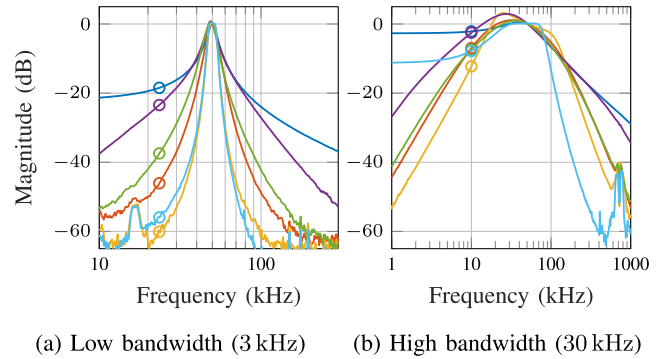 Magnitude (dB)
0
−20
−40
−60
10
100
Frequency (kHz)
0
−20
−40
−60
1
10
100
1000
Frequency (kHz)
(a) Low bandwidth (3 kHz)
(b) High bandwidth (30 kHz)